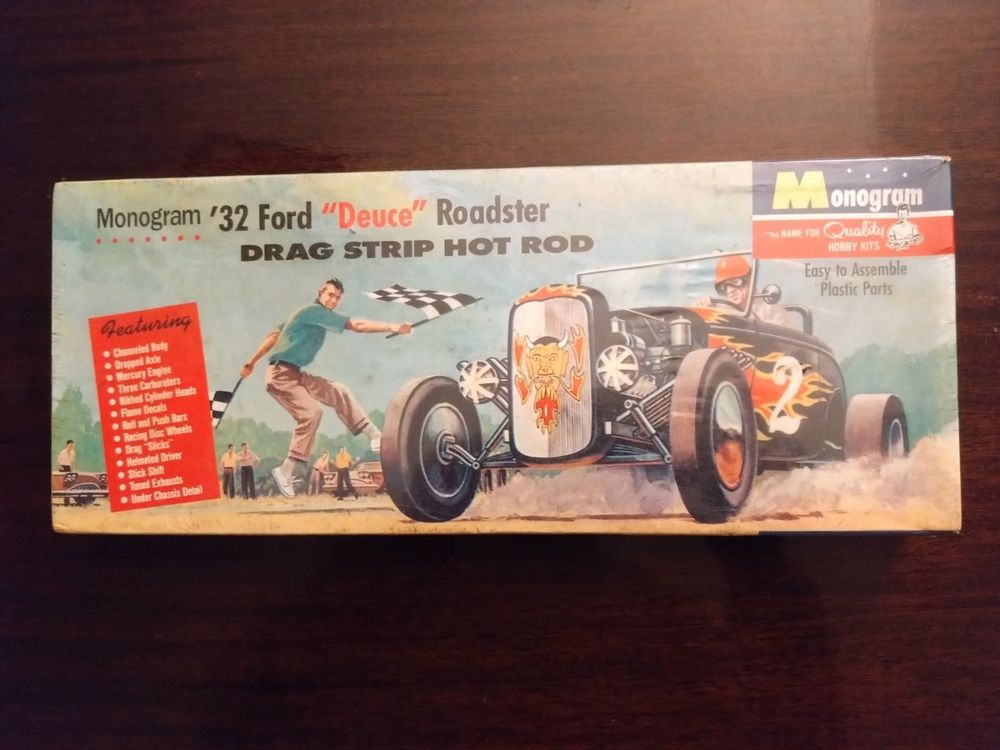 Monogram '32 Ford "Deuce" Roadster
DRAG STRIP HOT ROD
Monogram
THE NAME FOR Quality
HOBBY KITS
Easy to Assemble
Plastic Parts
Featuring
• Channeled Body
• Dropped Axle
• Mercury Engine
• Three Carburetors
• Ribbed Cylinder Heads
• Flame Decals
• Roll and Push Bars
• Racing Disc Wheels
• Drag "Slicks"
• Helmeted Driver
• Stick Shift
• Tuned Exhausts
• Under Chassis Detail
2